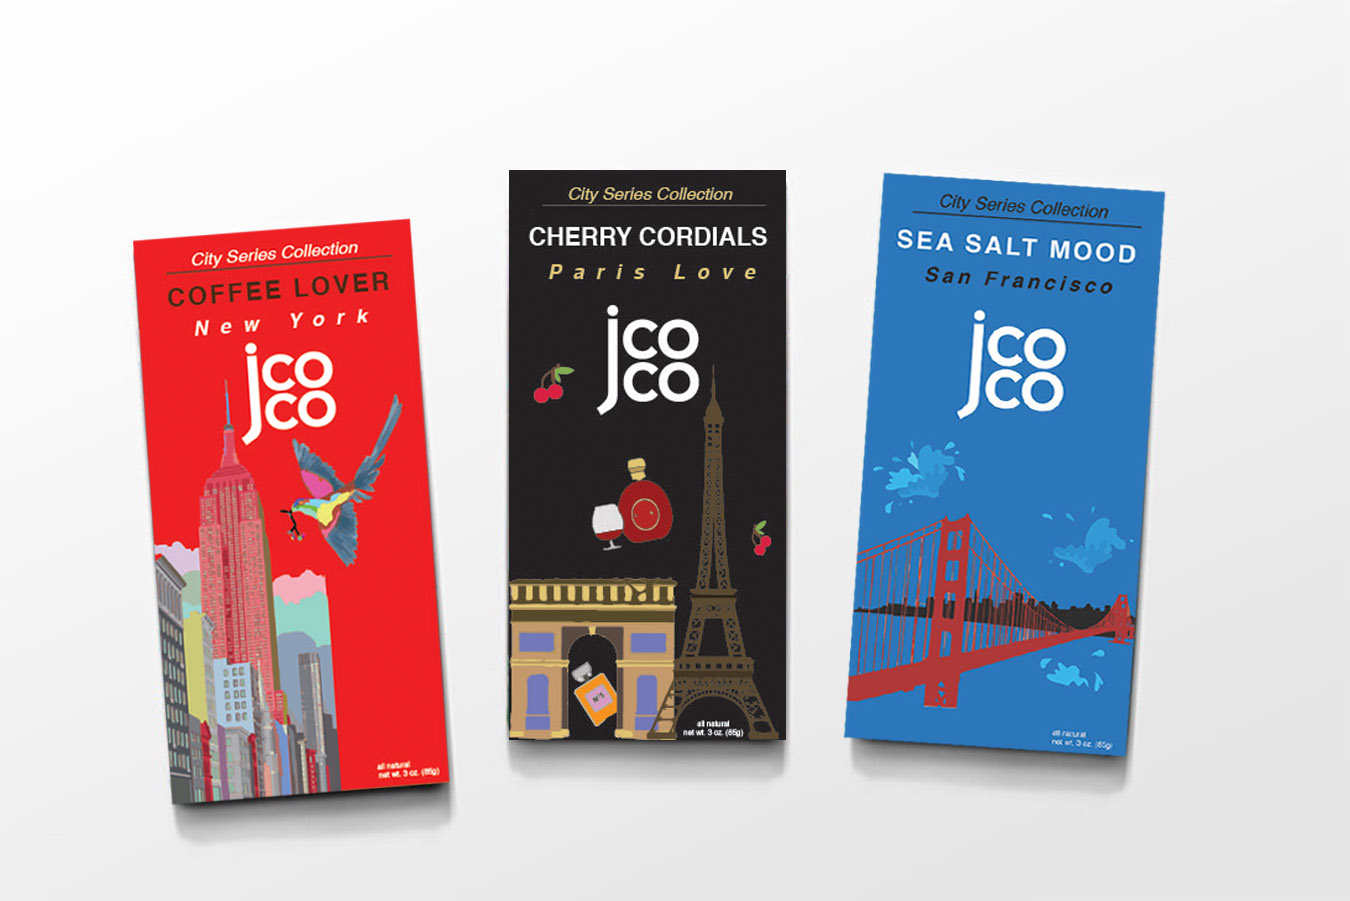 City Series Collection
COFFEE LOVER
New York
jco
co
all natural
net wt. 3 oz. (85g)
City Series Collection
CHERRY CORDIALS
Paris Love
jco
co
Nº5
all natural
net wt. 3 oz. (85g)
City Series Collection
SEA SALT MOOD
San Francisco
jco
co
all natural
net wt. 3 oz. (85g)